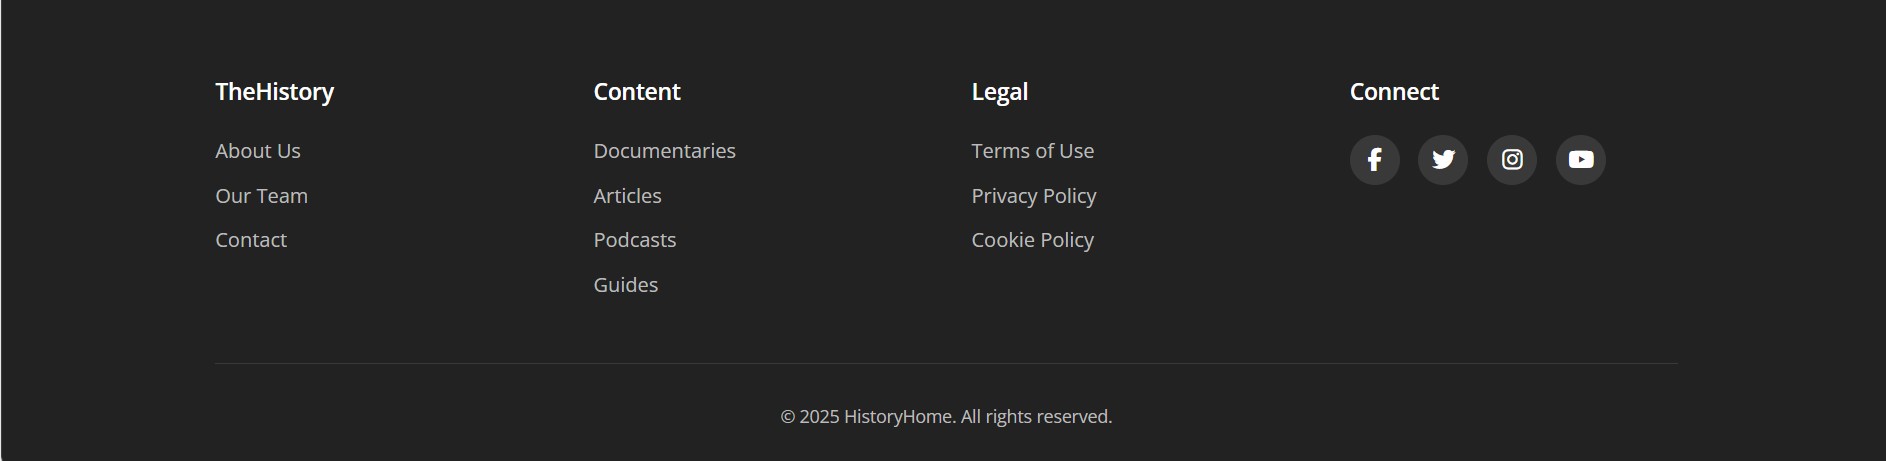 TheHistory
About Us
Our Team
Contact
Content
Documentaries
Articles
Podcasts
Guides
Legal
Terms of Use
Privacy Policy
Cookie Policy
Connect
© 2025 HistoryHome. All rights reserved.